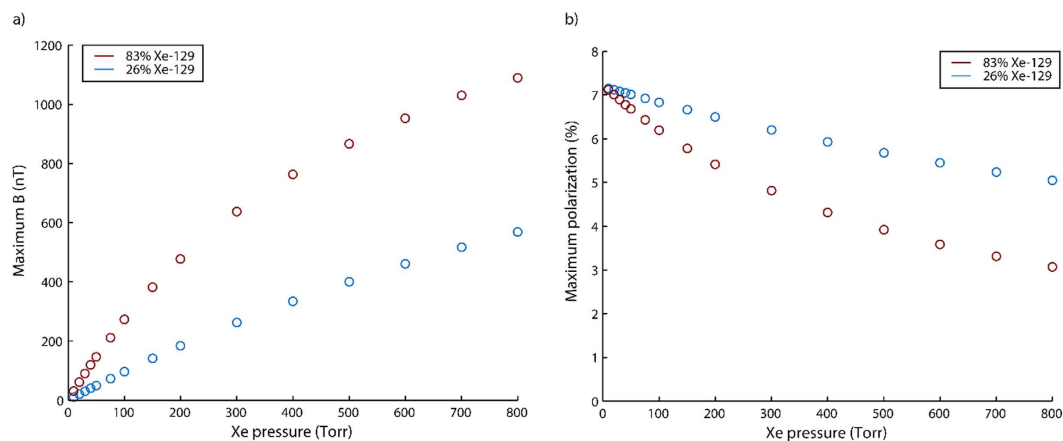 a)
83% Xe-129
26% Xe-129
Maximum B (nT)
1200
1000
800
600
400
200
0
0 100 200 300 400 500 600 700 800
Xe pressure (Torr)
b)
83% Xe-129
26% Xe-129
Maximum polarization (%)
8
7
6
5
4
3
2
1
0
0 100 200 300 400 500 600 700 800
Xe pressure (Torr)